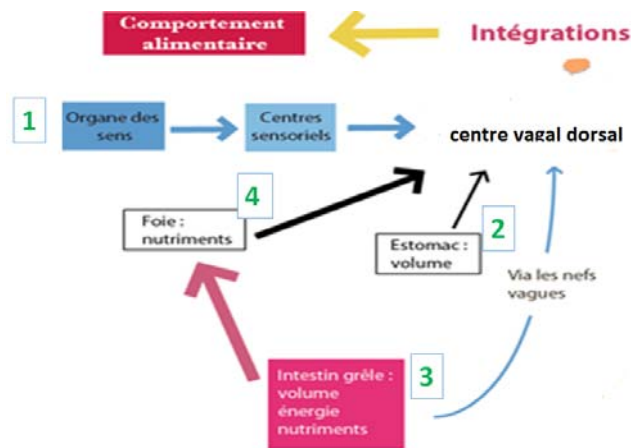 Comportement
alimentaire
Intégrations
1
Organe des
sens
Centres
sensoriels
centre vagal dorsal
4
Foie :
nutriments
2
Estomac :
volume
Via les nefs
vagues
3
Intestin grêle :
volume
énergie
nutriments